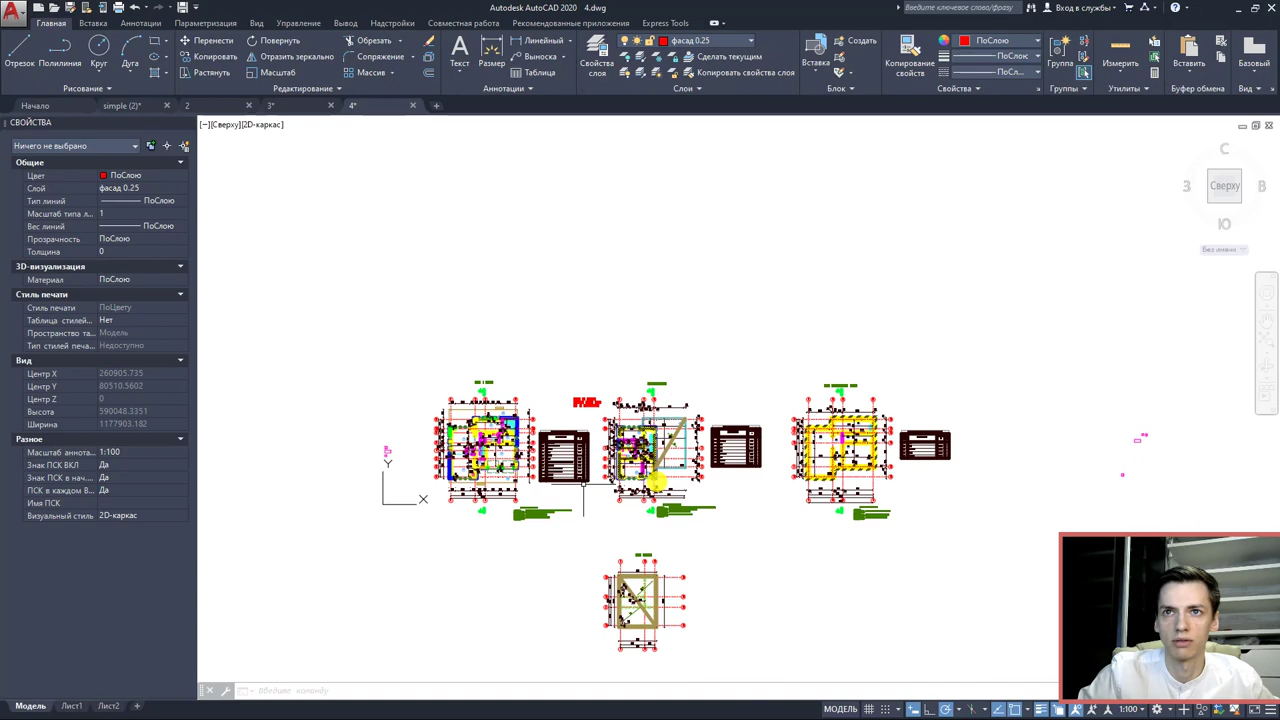 Autodesk AutoCAD 2020 4.dwg
Введите ключевое слово/фразу
Вход в службы
Главная Вставка Аннотации Параметризация Вид Управление Вывод Надстройки Совместная работа Рекомендованные приложения Express Tools
Отрезок Полилиния Круг Дуга
Перенести Повернуть Обрезать
Копировать Отразить зеркально Сопряжение
Растянуть Масштаб Массив
Текст Размер
Линейный
Выноска
Таблица
Свойства слоя
фасад 0.25
Сделать текущим
Копировать свойства слоя
Вставка
Создать
Копирование свойств
ПоСлою
ПоСлою
ПоСл...
Группа
Измерить
Вставить
Базовый
Рисование Редактирование Аннотации Слои Блок Свойства Группы Утилиты Буфер обмена Вид
Начало simple (2)* 2 3* 4*
СВОЙСТВА
[−][Сверху][2D-каркас]
Ничего не выбрано
Общие
Цвет ПоСлою
Слой фасад 0.25
Тип линий ПоСлою
Масштаб типа л... 1
Вес линий ПоСлою
Прозрачность ПоСлою
Толщина 0
3D-визуализация
Материал ПоСлою
Стиль печати
Стиль печати ПоЦвету
Таблица стилей... Нет
Пространство та... Модель
Тип стилей печа... Недоступно
Вид
Центр X 260905.735
Центр Y 80510.5602
Центр Z 0
Высота 590048.3351
Ширина 1177903.182
Разное
Масштаб аннота... 1:100
Знак ПСК ВКЛ Да
Знак ПСК в нач... Да
ПСК в каждом В... Да
Имя ПСК
Визуальный стиль 2D-каркас
С
З Сверху В
Ю
Без имени
Y
X
Введите команду
Модель Лист1 Лист2 +
МОДЕЛЬ 1:100